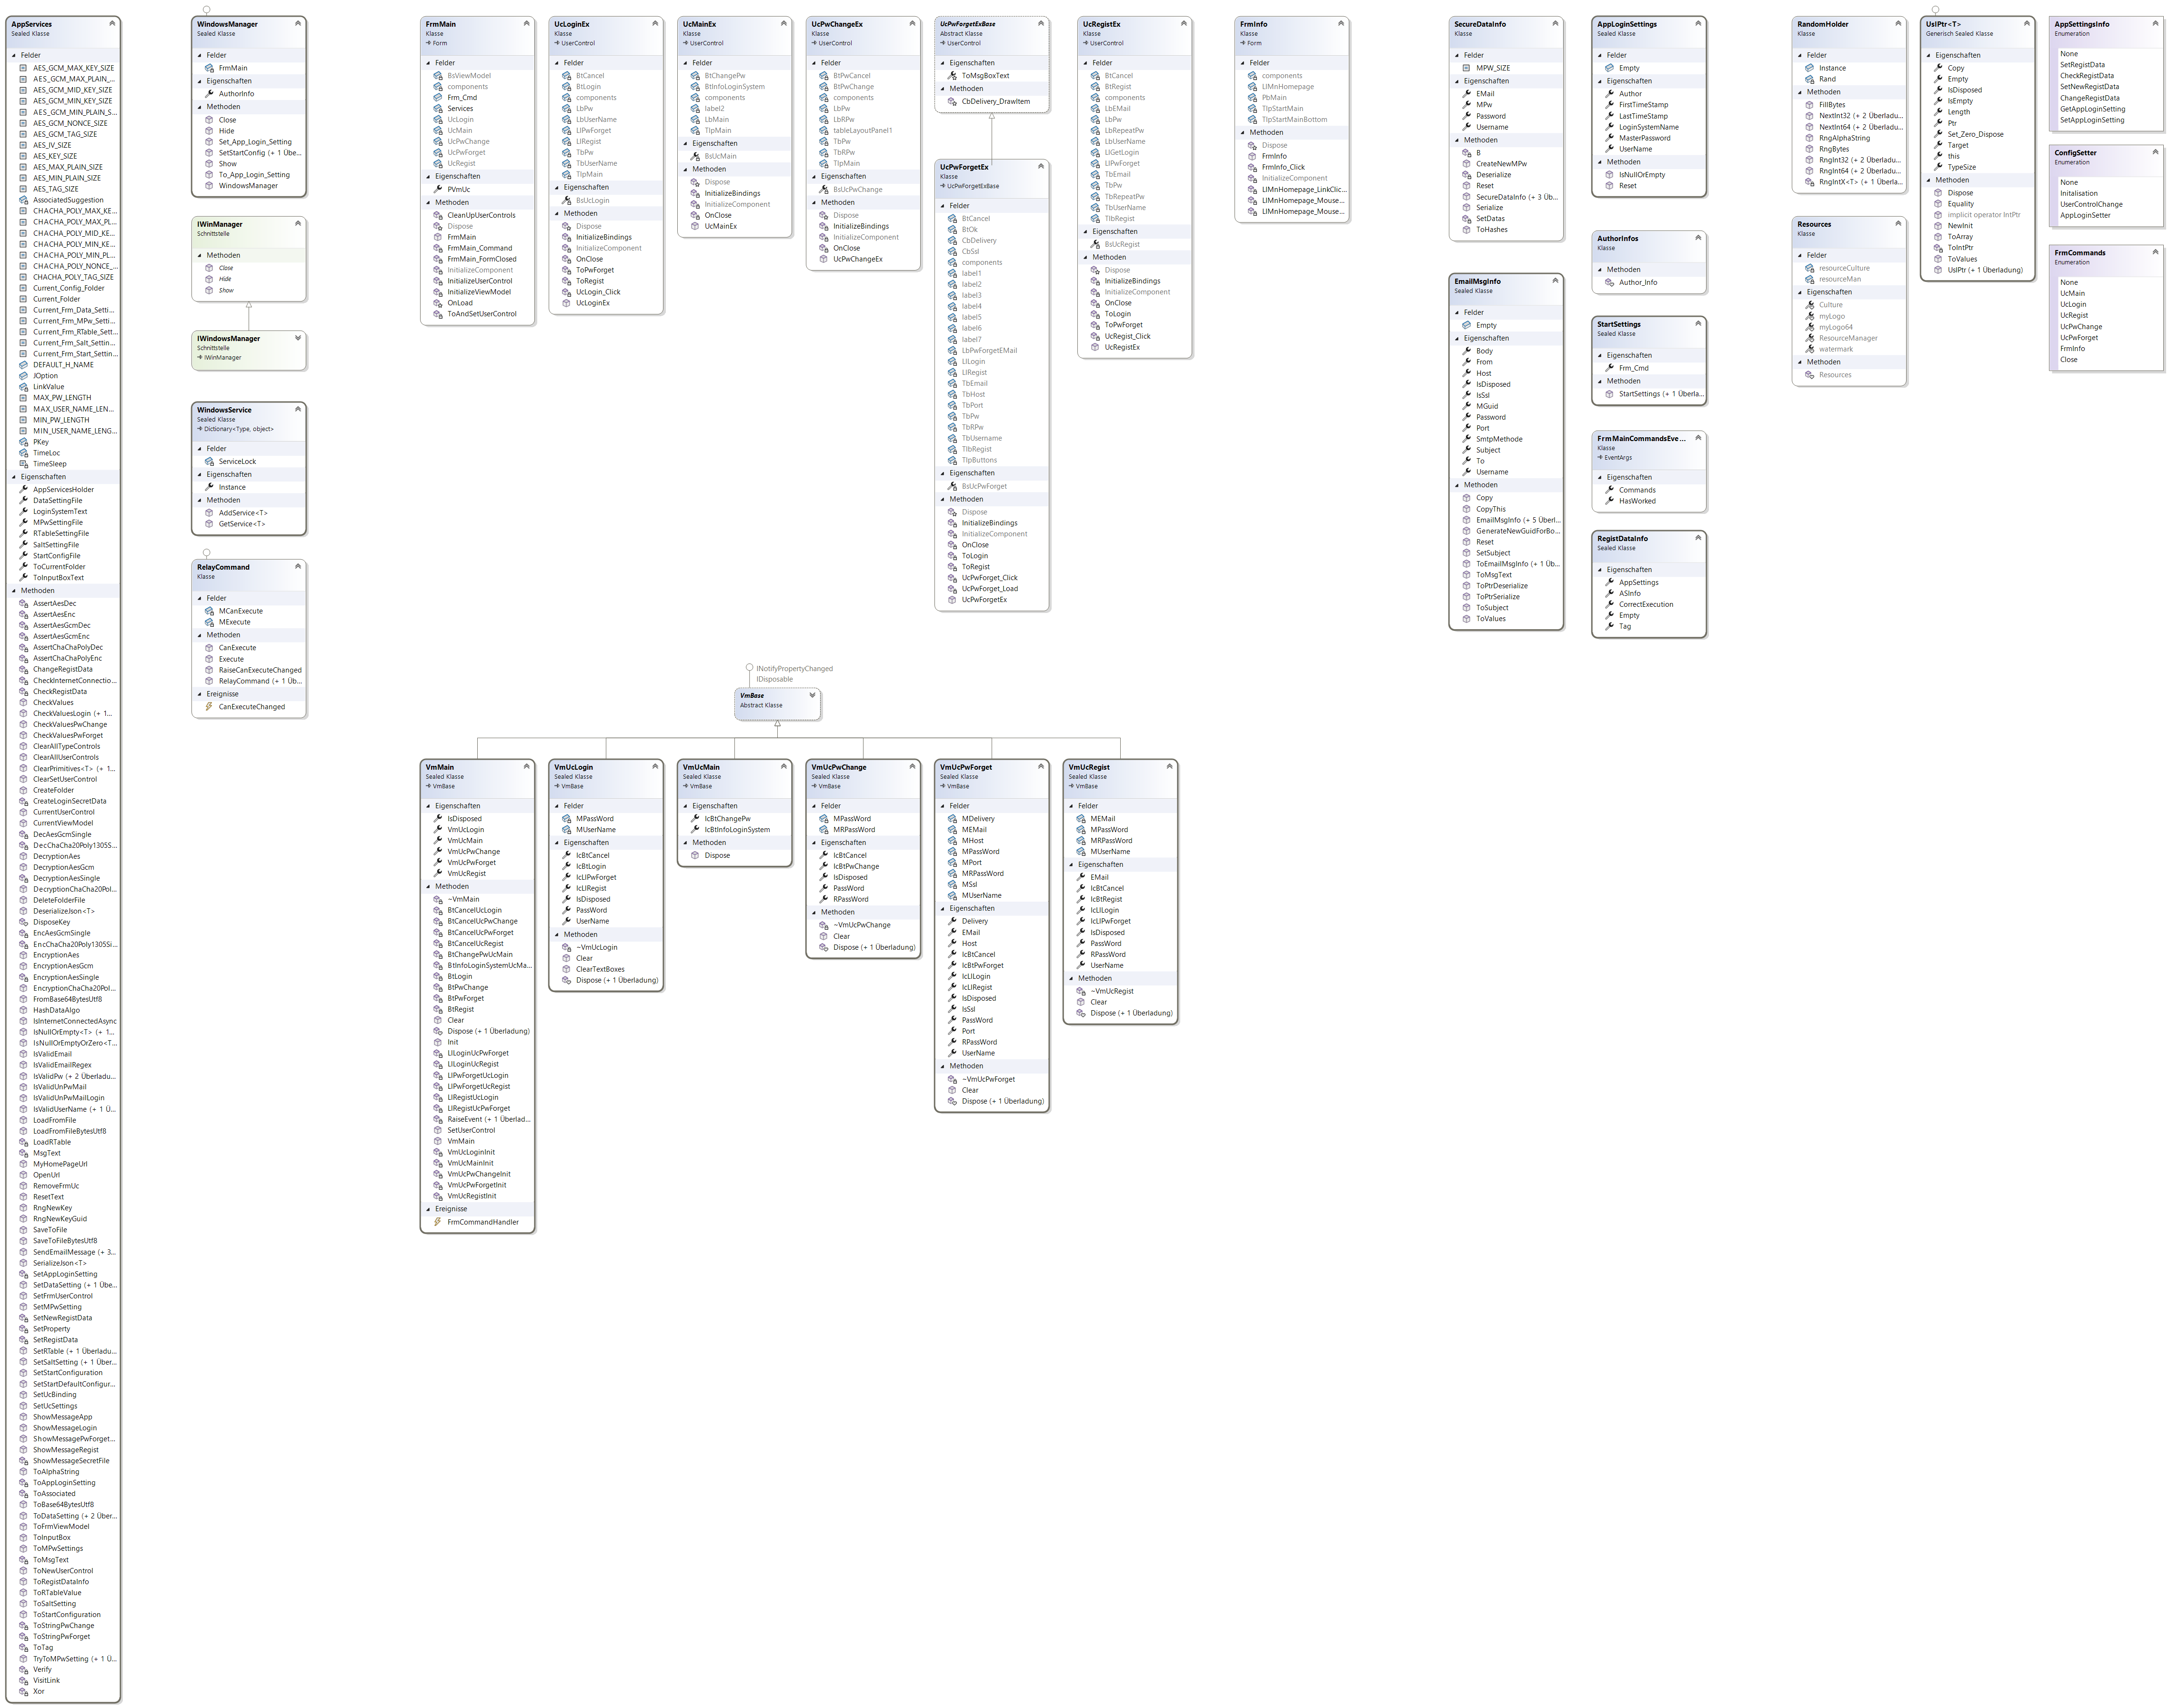 AppServices
Sealed Klasse
Felder
AES_GCM_MAX_KEY_SIZE
AES_GCM_MAX_PLAIN_...
AES_GCM_MID_KEY_SIZE
AES_GCM_MIN_KEY_SIZE
AES_GCM_MIN_PLAIN_S...
AES_GCM_NONCE_SIZE
AES_GCM_TAG_SIZE
AES_IV_SIZE
AES_KEY_SIZE
AES_MAX_PLAIN_SIZE
AES_MIN_PLAIN_SIZE
AES_TAG_SIZE
AssociatedSuggestion
CHACHA_POLY_MAX_KE...
CHACHA_POLY_MAX_PL...
CHACHA_POLY_MID_KE...
CHACHA_POLY_MIN_KE...
CHACHA_POLY_MIN_PL...
CHACHA_POLY_NONCE_...
CHACHA_POLY_TAG_SIZE
Current_Config_Folder
Current_Folder
Current_Frm_Data_Setti...
Current_Frm_MPw_Settin...
Current_Frm_RTable_Sett...
Current_Frm_Salt_Settin...
Current_Frm_Start_Settin...
DEFAULT_H_NAME
JOption
LinkValue
MAX_PW_LENGTH
MAX_USER_NAME_LEN...
MIN_PW_LENGTH
MIN_USER_NAME_LENG...
PKey
TimeLoc
TimeSleep
Eigenschaften
AppServicesHolder
DataSettingFile
LoginSystemText
MPwSettingFile
RTableSettingFile
SaltSettingFile
StartConfigFile
ToCurrentFolder
ToInputBoxText
Methoden
AssertAesDec
AssertAesEnc
AssertAesGcmDec
AssertAesGcmEnc
AssertChaChaPolyDec
AssertChaChaPolyEnc
ChangeRegistData
CheckInternetConnectio...
CheckRegistData
CheckValues
CheckValuesLogin (+ 1...
CheckValuesPwChange
CheckValuesPwForget
ClearAllTypeControls
ClearAllUserControls
ClearPrimitives<T> (+ 1...
ClearSetUserControl
CreateFolder
CreateLoginSecretData
CurrentUserControl
CurrentViewModel
DecAesGcmSingle
DecChaCha20Poly1305S...
DecryptionAes
DecryptionAesGcm
DecryptionAesSingle
DecryptionChaCha20Pol...
DeleteFolderFile
DeserializeJson<T>
DisposeKey
EncAesGcmSingle
EncChaCha20Poly1305Si...
EncryptionAes
EncryptionAesGcm
EncryptionAesSingle
EncryptionChaCha20Pol...
FromBase64BytesUtf8
HashDataAlgo
IsInternetConnectedAsync
IsNullOrEmpty<T> (+ 1...
IsNullOrEmptyOrZero<T...
IsValidEmail
IsValidEmailRegex
IsValidPw (+ 2 Überladu...
IsValidUnPwMail
IsValidUnPwMailLogin
IsValidUserName (+ 1 Ü...
LoadFromFile
LoadFromFileBytesUtf8
LoadRTable
MsgText
MyHomePageUrl
OpenUrl
RemoveFrmUc
ResetText
RngNewKey
RngNewKeyGuid
SaveToFile
SaveToFileBytesUtf8
SendEmailMessage (+ 3...
SerializeJson<T>
SetAppLoginSetting
SetDataSetting (+ 1 Übe...
SetFrmUserControl
SetMPwSetting
SetNewRegistData
SetProperty
SetRegistData
SetRTable (+ 1 Überladu...
SetSaltSetting (+ 1 Über...
SetStartConfiguration
SetStartDefaultConfigur...
SetUcBinding
SetUcSettings
ShowMessageApp
ShowMessageLogin
ShowMessagePwForget...
ShowMessageRegist
ShowMessageSecretFile
ToAlphaString
ToAppLoginSetting
ToAssociated
ToBase64BytesUtf8
ToDataSetting (+ 2 Über...
ToFrmViewModel
ToInputBox
ToMPwSettings
ToMsgText
ToNewUserControl
ToRegistDataInfo
ToRTableValue
ToSaltSetting
ToStartConfiguration
ToStringPwChange
ToStringPwForget
ToTag
TryToMPwSetting (+ 1 Ü...
Verify
VisitLink
Xor
WindowsManager
Sealed Klasse
Felder
FrmMain
Eigenschaften
AuthorInfo
Methoden
Close
Hide
Set_App_Login_Setting
SetStartConfig (+ 1 Übe...
Show
To_App_Login_Setting
WindowsManager
IWinManager
Schnittstelle
Methoden
Close
Hide
Show
IWindowsManager
Schnittstelle
IWinManager
WindowsService
Sealed Klasse
Dictionary<Type, object>
Felder
ServiceLock
Eigenschaften
Instance
Methoden
AddService<T>
GetService<T>
RelayCommand
Klasse
Felder
MCanExecute
MExecute
Methoden
CanExecute
Execute
RaiseCanExecuteChanged
RelayCommand (+ 1 Üb...
Ereignisse
CanExecuteChanged
FrmMain
Klasse
Form
Felder
BsViewModel
components
Frm_Cmd
Services
UcLogin
UcMain
UcPwChange
UcPwForget
UcRegist
Eigenschaften
PVmUc
Methoden
CleanUpUserControls
Dispose
FrmMain
FrmMain_Command
FrmMain_FormClosed
InitializeComponent
InitializeUserControl
InitializeViewModel
OnLoad
ToAndSetUserControl
UcLoginEx
Klasse
UserControl
Felder
BtCancel
BtLogin
components
LbPw
LbUserName
LlPwForget
LlRegist
TbPw
TbUserName
TlpMain
Eigenschaften
BsUcLogin
Methoden
Dispose
InitializeBindings
InitializeComponent
OnClose
ToPwForget
ToRegist
UcLogin_Click
UcLoginEx
UcMainEx
Klasse
UserControl
Felder
BtChangePw
BtInfoLoginSystem
components
label2
LbMain
TlpMain
Eigenschaften
BsUcMain
Methoden
Dispose
InitializeBindings
InitializeComponent
OnClose
UcMainEx
UcPwChangeEx
Klasse
UserControl
Felder
BtPwCancel
BtPwChange
components
LbPw
LbRPw
tableLayoutPanel1
TbPw
TbRPw
TlpMain
Eigenschaften
BsUcPwChange
Methoden
Dispose
InitializeBindings
InitializeComponent
OnClose
UcPwChangeEx
UcPwForgetExBase
Abstract Klasse
UserControl
Eigenschaften
ToMsgBoxText
Methoden
CbDelivery_DrawItem
UcPwForgetEx
Klasse
UcPwForgetExBase
Felder
BtCancel
BtOk
CbDelivery
CbSsl
components
label1
label2
label3
label4
label5
label6
label7
LbPwForgetEMail
LlLogin
LlRegist
TbEmail
TbHost
TbPort
TbPw
TbRPw
TbUsername
TlbRegist
TlpButtons
Eigenschaften
BsUcPwForget
Methoden
Dispose
InitializeBindings
InitializeComponent
OnClose
ToLogin
ToRegist
UcPwForget_Click
UcPwForget_Load
UcPwForgetEx
UcRegistEx
Klasse
UserControl
Felder
BtCancel
BtRegist
components
LbEMail
LbPw
LbRepeatPw
LbUserName
LlGetLogin
LlPwForget
TbEmail
TbPw
TbRepeatPw
TbUserName
TlbRegist
Eigenschaften
BsUcRegist
Methoden
Dispose
InitializeBindings
InitializeComponent
OnClose
ToLogin
ToPwForget
UcRegist_Click
UcRegistEx
FrmInfo
Klasse
Form
Felder
components
LlMnHomepage
PbMain
TlpStartMain
TlpStartMainBottom
Methoden
Dispose
FrmInfo
FrmInfo_Click
InitializeComponent
LlMnHomepage_LinkClic...
LlMnHomepage_Mouse...
LlMnHomepage_Mouse...
INotifyPropertyChanged
IDisposable
VmBase
Abstract Klasse
VmMain
Sealed Klasse
VmBase
Eigenschaften
IsDisposed
VmUcLogin
VmUcMain
VmUcPwChange
VmUcPwForget
VmUcRegist
Methoden
~VmMain
BtCancelUcLogin
BtCancelUcPwChange
BtCancelUcPwForget
BtCancelUcRegist
BtChangePwUcMain
BtInfoLoginSystemUcMa...
BtLogin
BtPwChange
BtPwForget
BtRegist
Clear
Dispose (+ 1 Überladung)
Init
LlLoginUcPwForget
LlLoginUcRegist
LlPwForgetUcLogin
LlPwForgetUcRegist
LlRegistUcLogin
LlRegistUcPwForget
RaiseEvent (+ 1 Überlad...
SetUserControl
VmMain
VmUcLoginInit
VmUcMainInit
VmUcPwChangeInit
VmUcPwForgetInit
VmUcRegistInit
Ereignisse
FrmCommandHandler
VmUcLogin
Sealed Klasse
VmBase
Felder
MPassWord
MUserName
Eigenschaften
IcBtCancel
IcBtLogin
IcLlPwForget
IcLlRegist
IsDisposed
PassWord
UserName
Methoden
~VmUcLogin
Clear
ClearTextBoxes
Dispose (+ 1 Überladung)
VmUcMain
Sealed Klasse
VmBase
Eigenschaften
IcBtChangePw
IcBtInfoLoginSystem
Methoden
Dispose
VmUcPwChange
Sealed Klasse
VmBase
Felder
MPassWord
MRPassWord
Eigenschaften
IcBtCancel
IcBtPwChange
IsDisposed
PassWord
RPassWord
Methoden
~VmUcPwChange
Clear
Dispose (+ 1 Überladung)
VmUcPwForget
Sealed Klasse
VmBase
Felder
MDelivery
MEMail
MHost
MPassWord
MPort
MRPassWord
MSsl
MUserName
Eigenschaften
Delivery
EMail
Host
IcBtCancel
IcBtPwForget
IcLlLogin
IcLlRegist
IsDisposed
IsSsl
PassWord
Port
RPassWord
UserName
Methoden
~VmUcPwForget
Clear
Dispose (+ 1 Überladung)
VmUcRegist
Sealed Klasse
VmBase
Felder
MEMail
MPassWord
MRPassWord
MUserName
Eigenschaften
EMail
IcBtCancel
IcBtRegist
IcLlLogin
IcLlPwForget
IsDisposed
PassWord
RPassWord
UserName
Methoden
~VmUcRegist
Clear
Dispose (+ 1 Überladung)
SecureDataInfo
Sealed Klasse
Felder
MPW_SIZE
Eigenschaften
EMail
MPw
Password
Username
Methoden
B
CreateNewMPw
Deserialize
Reset
SecureDataInfo (+ 3 Üb...
Serialize
SetDatas
ToHashes
EmailMsgInfo
Sealed Klasse
Felder
Empty
Eigenschaften
Body
From
Host
IsDisposed
IsSsl
MGuid
Password
Port
SmtpMethode
Subject
To
Username
Methoden
Copy
CopyThis
EmailMsgInfo (+ 5 Überl...
GenerateNewGuidForBo...
Reset
SetSubject
ToEmailMsgInfo (+ 1 Üb...
ToMsgText
ToPtrDeserialize
ToPtrSerialize
ToSubject
ToValues
AppLoginSettings
Sealed Klasse
Felder
Empty
Eigenschaften
Author
FirstTimeStamp
LastTimeStamp
LoginSystemName
MasterPassword
UserName
Methoden
IsNullOrEmpty
Reset
AuthorInfos
Klasse
Methoden
Author_Info
StartSettings
Sealed Klasse
Eigenschaften
Frm_Cmd
Methoden
StartSettings (+ 1 Überla...
FrmMainCommandsEve...
Klasse
EventArgs
Eigenschaften
Commands
HasWorked
RegistDataInfo
Sealed Klasse
Eigenschaften
AppSettings
ASInfo
CorrectExecution
Empty
Tag
RandomHolder
Klasse
Felder
Instance
Rand
Methoden
FillBytes
NextInt32 (+ 2 Überladu...
NextInt64 (+ 2 Überladu...
RngAlphaString
RngBytes
RngInt32 (+ 2 Überladu...
RngInt64 (+ 2 Überladu...
RngIntX<T> (+ 1 Überla...
Resources
Klasse
Felder
resourceCulture
resourceMan
Eigenschaften
Culture
myLogo
myLogo64
ResourceManager
watermark
Methoden
Resources
UsIPtr<T>
Generisch Sealed Klasse
Eigenschaften
Copy
Empty
IsDisposed
IsEmpty
Length
Ptr
Set_Zero_Dispose
Target
this
TypeSize
Methoden
Dispose
Equality
implicit operator IntPtr
NewInit
ToArray
ToIntPtr
ToValues
UsIPtr (+ 1 Überladung)
AppSettingsInfo
Enumeration
None
SetRegistData
CheckRegistData
SetNewRegistData
ChangeRegistData
GetAppLoginSetting
SetAppLoginSetting
ConfigSetter
Enumeration
None
Initalisation
UserControlChange
AppLoginSetter
FrmCommands
Enumeration
None
UcMain
UcLogin
UcRegist
UcPwChange
UcPwForget
FrmInfo
Close